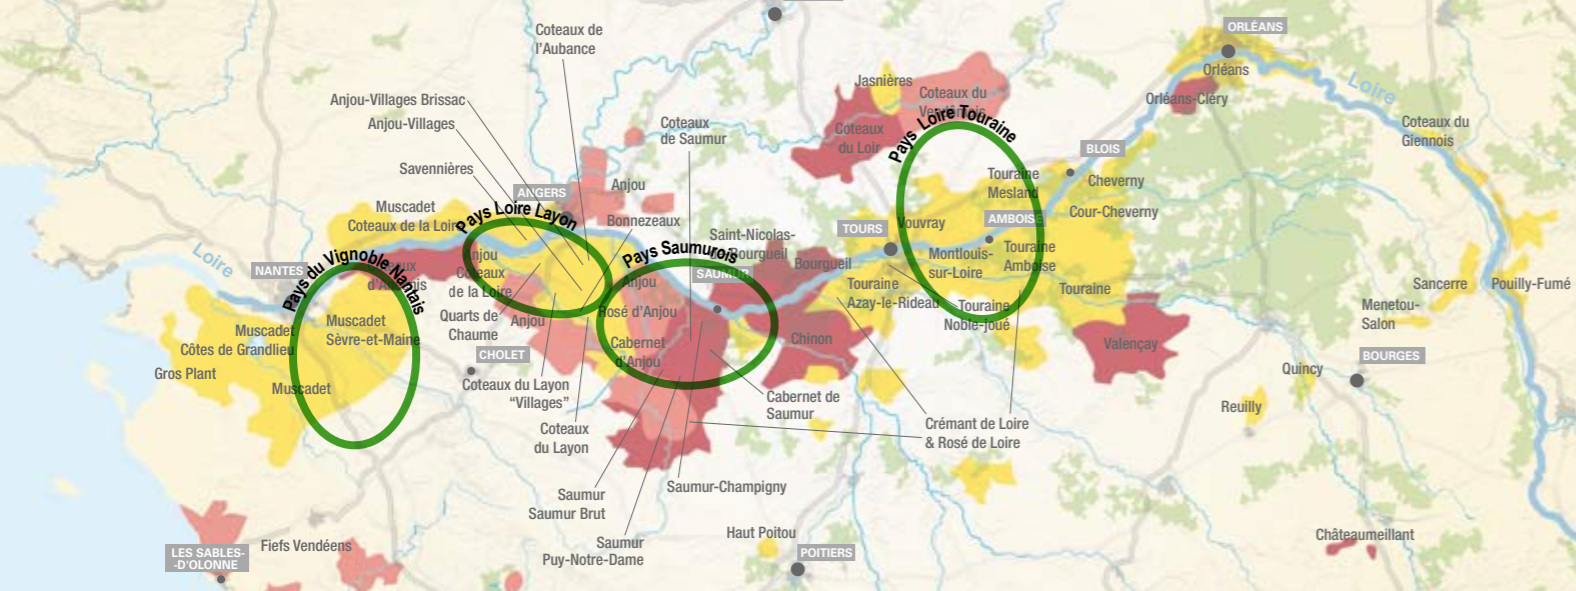 ORLÉANS
Orléans
Loire
Orléans-Cléry
Coteaux du
Giennois
Coteaux de
l'Aubance
Anjou-Villages Brissac
Anjou-Villages
Savennières
Coteaux
de Saumur
Jasnières
Coteaux du
Vendômois
Coteaux
du Loir
Pays Loire Touraine
BLOIS
Touraine
Mesland
Cheverny
Cour-Cheverny
ANGERS
Anjou
Bonnezeaux
Muscadet
Coteaux de la Loire
Pays Loire Layon
Saint-Nicolas-
de-Bourgueil
Bourgueil
TOURS
Vouvray
AMBOISE
Montlouis-
sur-Loire
Touraine
Amboise
Touraine
Azay-le-Rideau
Touraine
Touraine
Noble-joué
Loire
NANTES
Pays du Vignoble Nantais
Coteaux
d'Ancenis
Anjou
Coteaux
de la Loire
Pays Saumurois
SAUMUR
Anjou
Rosé d'Anjou
Cabernet
d'Anjou
Quarts de
Chaume
Anjou
CHOLET
Chinon
Valençay
Sancerre
Pouilly-Fumé
Menetou-
Salon
BOURGES
Quincy
Reuilly
Muscadet
Côtes de Grandlieu
Muscadet
Sèvre-et-Maine
Gros Plant
Muscadet
Coteaux du Layon
“Villages”
Coteaux
du Layon
Cabernet de
Saumur
Crémant de Loire
& Rosé de Loire
Saumur-Champigny
Saumur
Saumur Brut
Saumur
Puy-Notre-Dame
Haut Poitou
POITIERS
Châteaumeillant
Fiefs Vendéens
LES SABLES-
-D'OLONNE